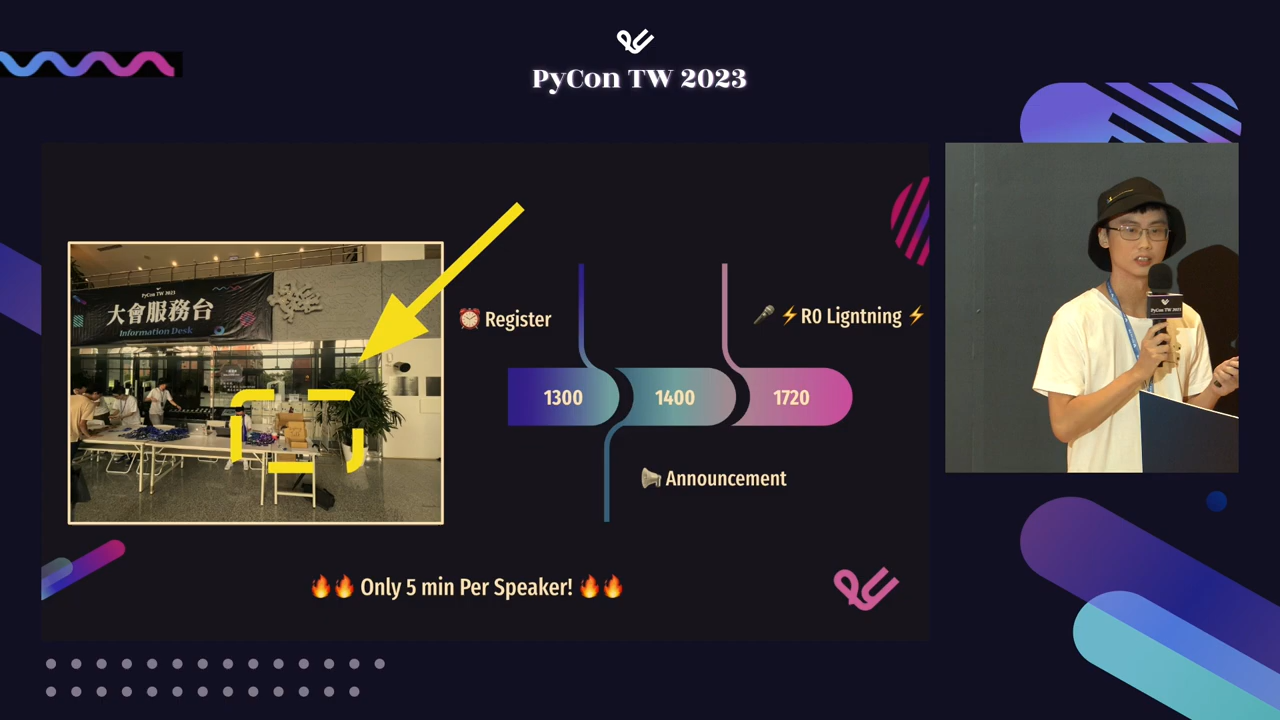 PyCon TW 2023
PyCon TW 2023
大會服務台
Information Desk
⏰ Register
🎤 ⚡R0 Ligntning ⚡
1300
1400
1720
📢 Announcement
🔥🔥 Only 5 min Per Speaker! 🔥🔥
PyCon TW 2023